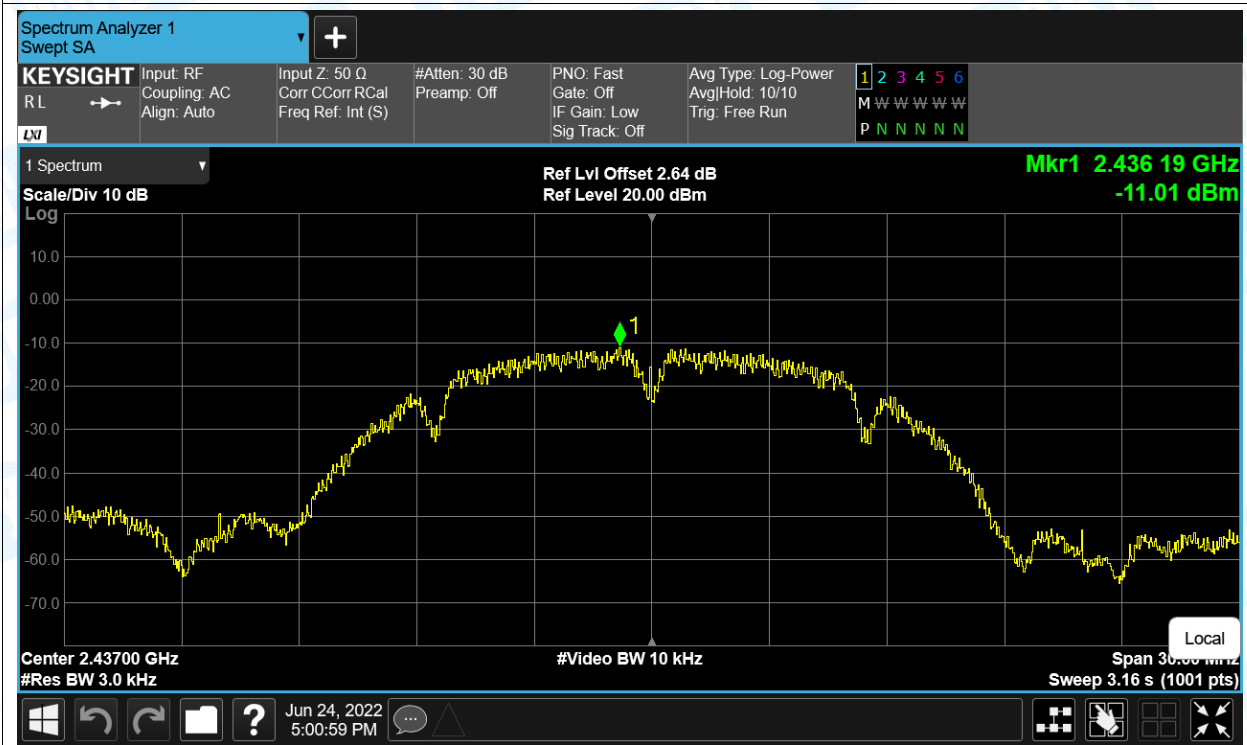 Spectrum Analyzer 1
Swept SA
KEYSIGHT
R L
LXI
Input: RF
Coupling: AC
Align: Auto
Input Z: 50 Ω
Corr CCorr RCal
Freq Ref: Int (S)
#Atten: 30 dB
Preamp: Off
PNO: Fast
Gate: Off
IF Gain: Low
Sig Track: Off
Avg Type: Log-Power
Avg|Hold: 10/10
Trig: Free Run
1 2 3 4 5 6
M W W W W W
P N N N N N
1 Spectrum
Scale/Div 10 dB
Log
Ref Lvl Offset 2.64 dB
Ref Level 20.00 dBm
Mkr1 2.436 19 GHz
-11.01 dBm
10.0
0.00
1
-10.0
-20.0
-30.0
-40.0
-50.0
-60.0
-70.0
Local
Center 2.43700 GHz
#Video BW 10 kHz
Span 30.00 MHz
#Res BW 3.0 kHz
Sweep 3.16 s (1001 pts)
?
Jun 24, 2022
5:00:59 PM